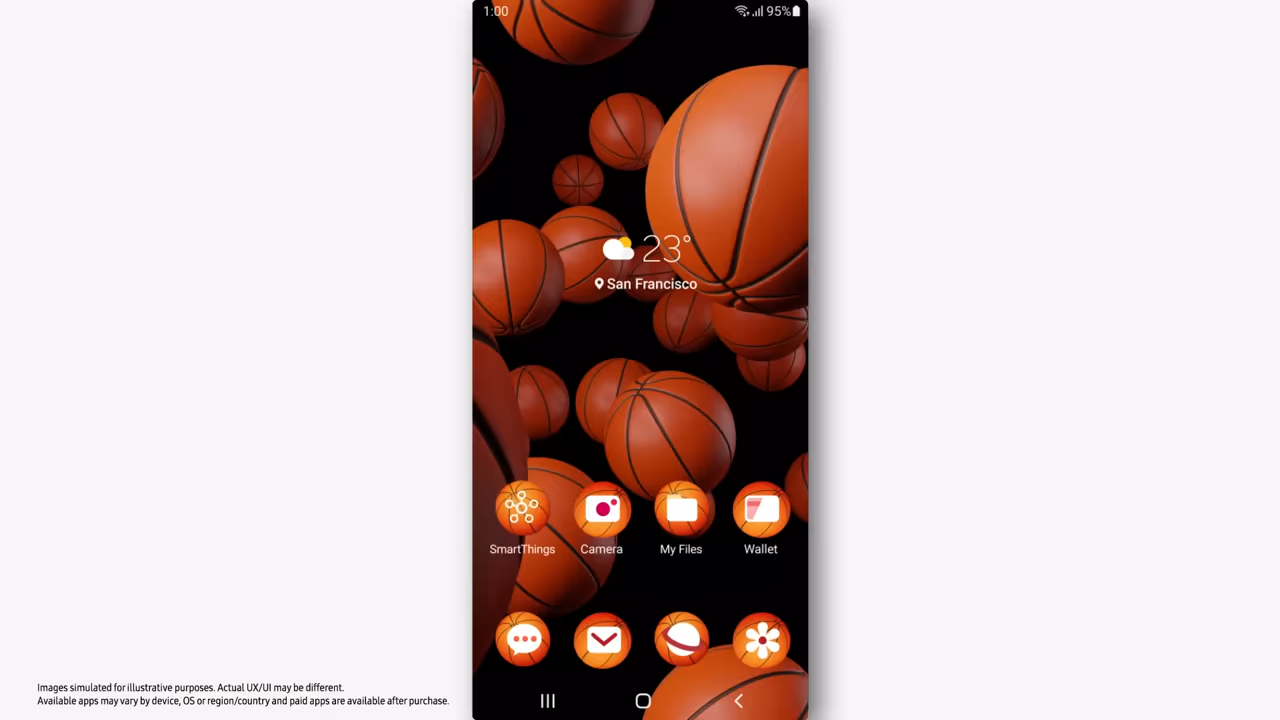 1:00
95%
23°
San Francisco
SmartThings
Camera
My Files
Wallet
Images simulated for illustrative purposes. Actual UX/UI may be different.
Available apps may vary by device, OS or region/country and paid apps are available after purchase.